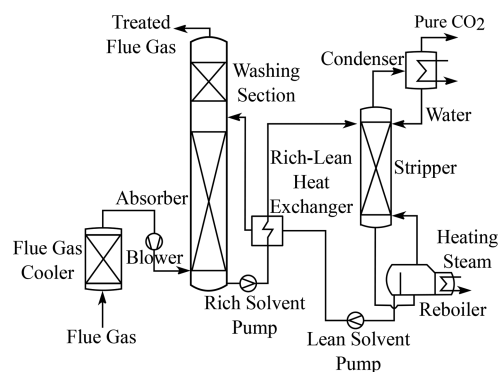 Treated
Flue Gas
Washing
Section
Pure CO2
Condenser
Water
Rich-Lean
Heat
Exchanger
Stripper
Absorber
Blower
Flue Gas
Cooler
Flue Gas
Rich Solvent
Pump
Lean Solvent
Pump
Heating
Steam
Reboiler